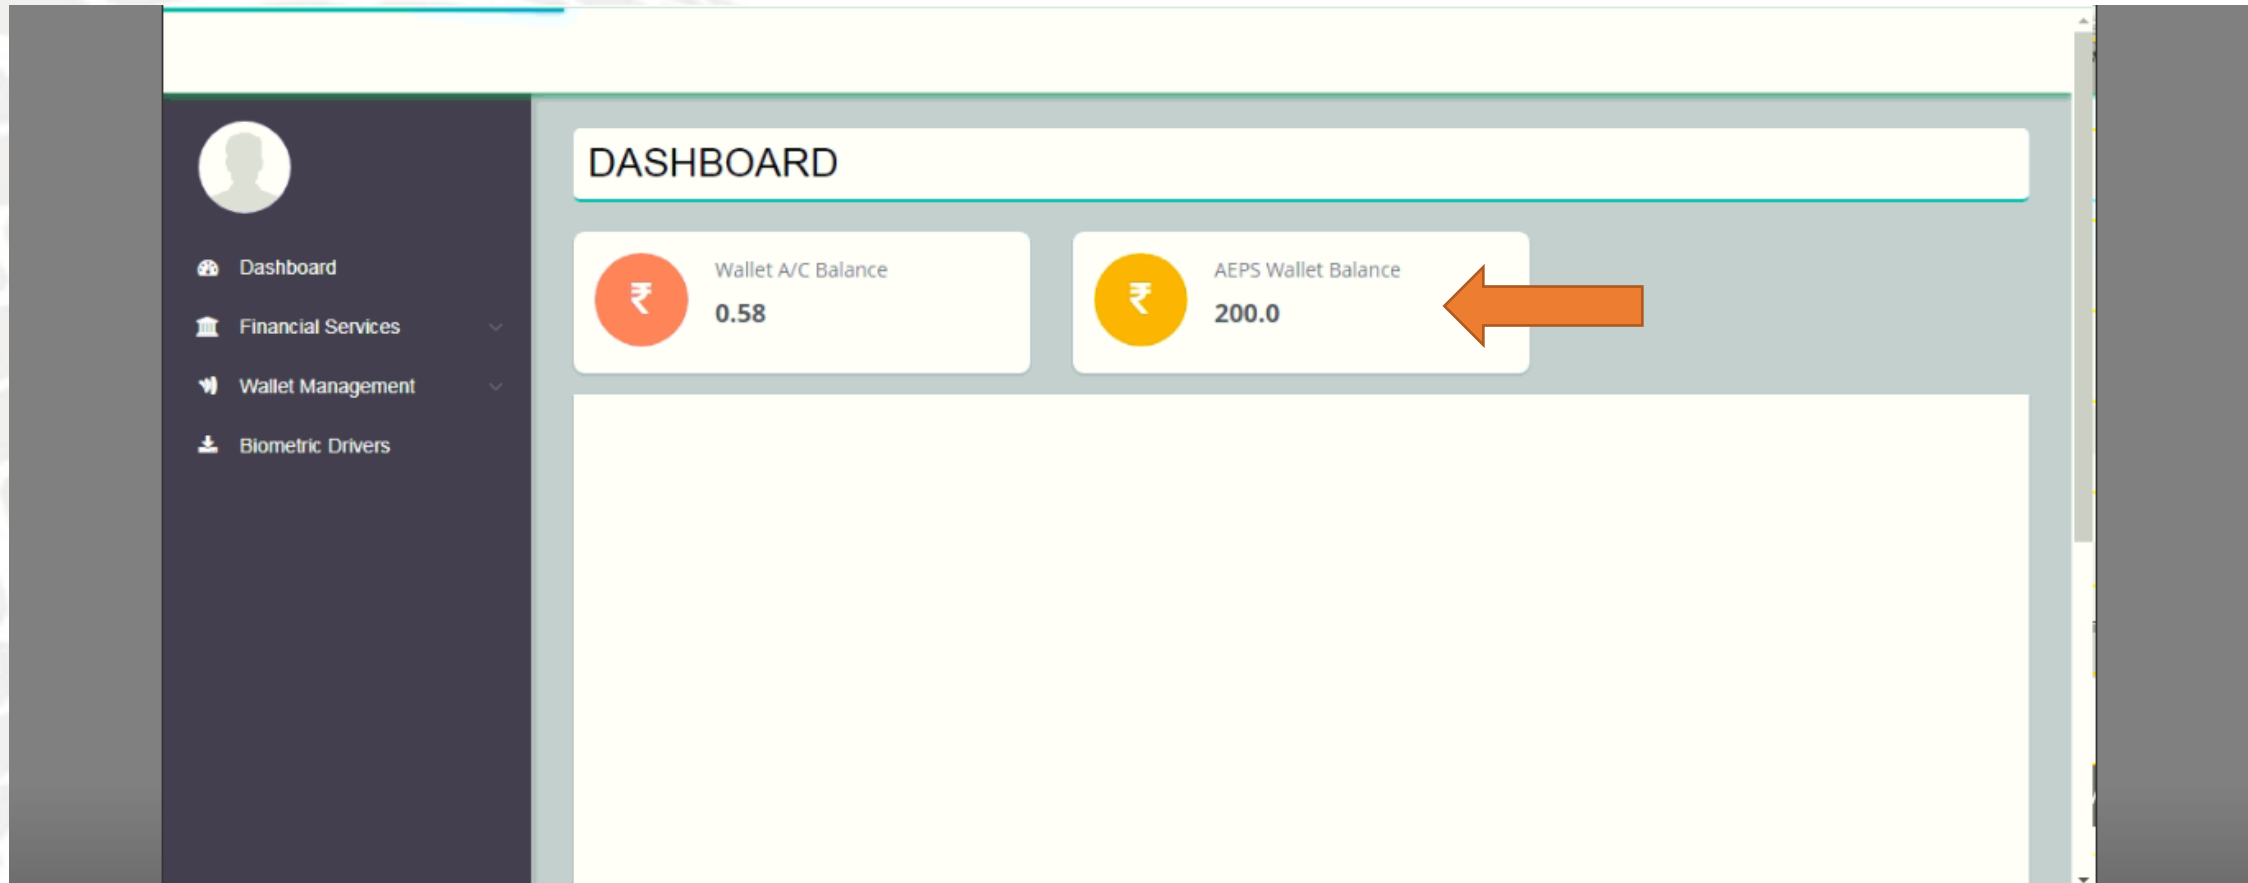 DASHBOARD
Dashboard
Financial Services
Wallet Management
Biometric Drivers
₹
Wallet A/C Balance
0.58
₹
AEPS Wallet Balance
200.0